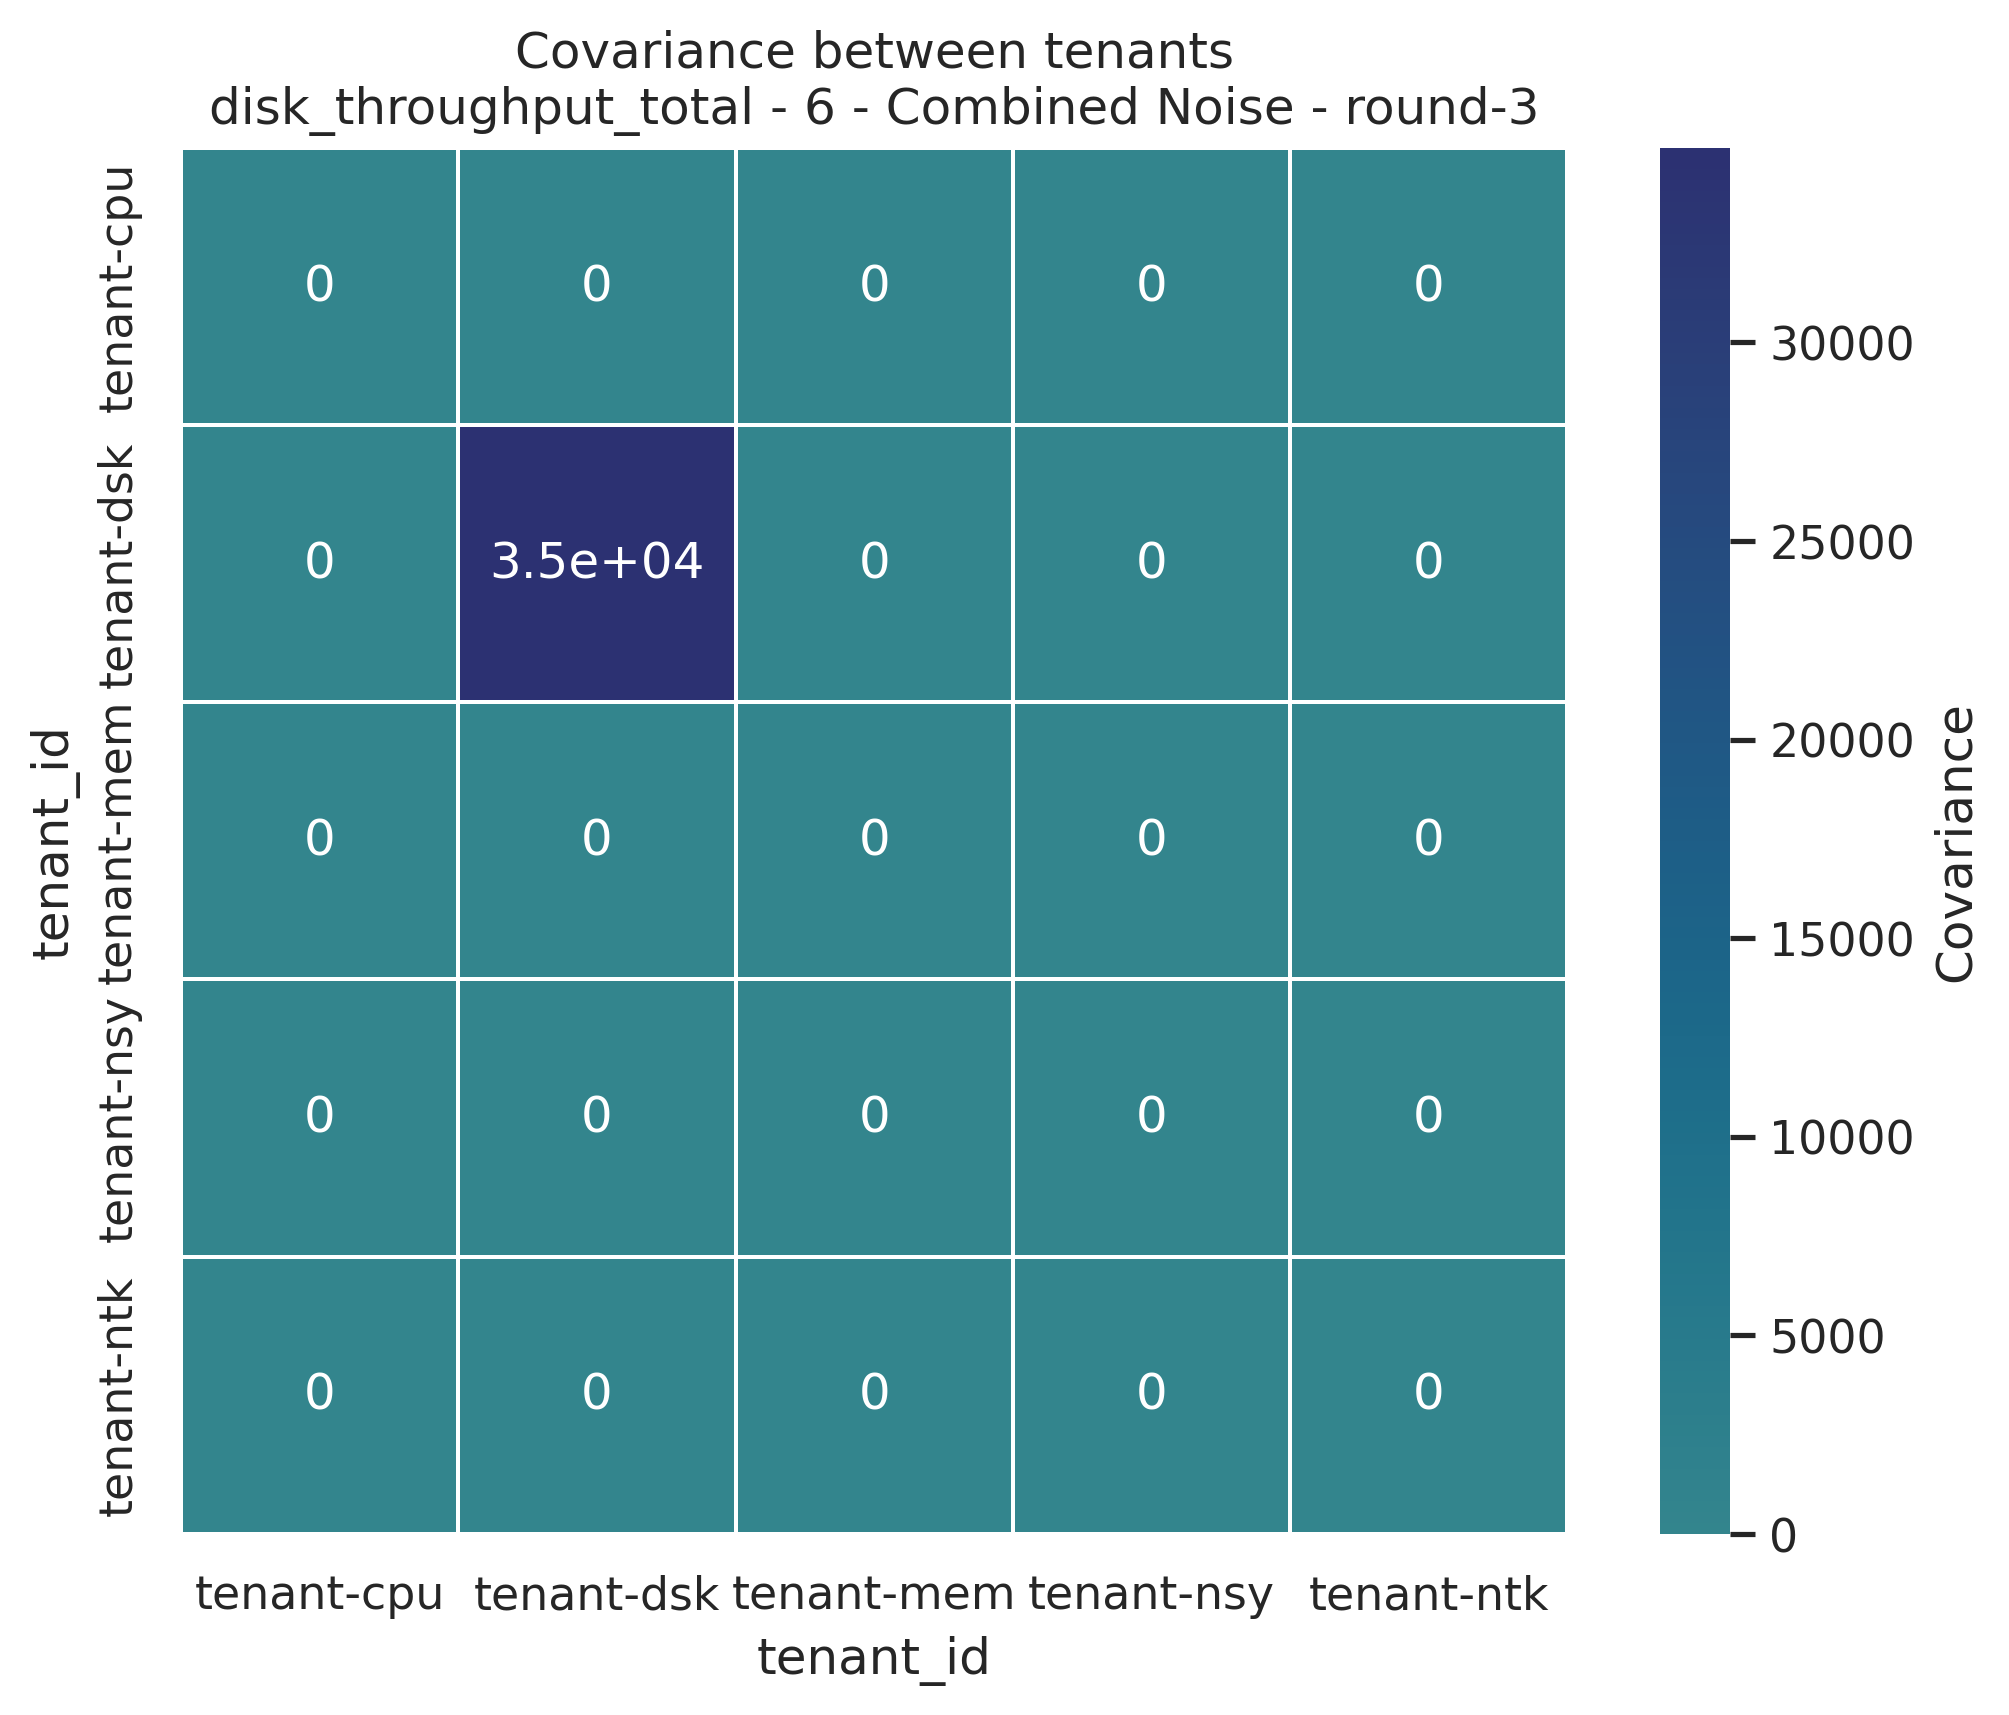 Covariance between tenants
disk_throughput_total - 6 - Combined Noise - round-3
tenant_id
tenant-cpu
0 0 0 0 0
tenant-dsk
0 3.5e+04 0 0 0
tenant-mem
0 0 0 0 0
tenant-nsy
0 0 0 0 0
tenant-ntk
0 0 0 0 0
tenant-cpu tenant-dsk tenant-mem tenant-nsy tenant-ntk
tenant_id
30000
25000
20000
15000
10000
5000
0
Covariance